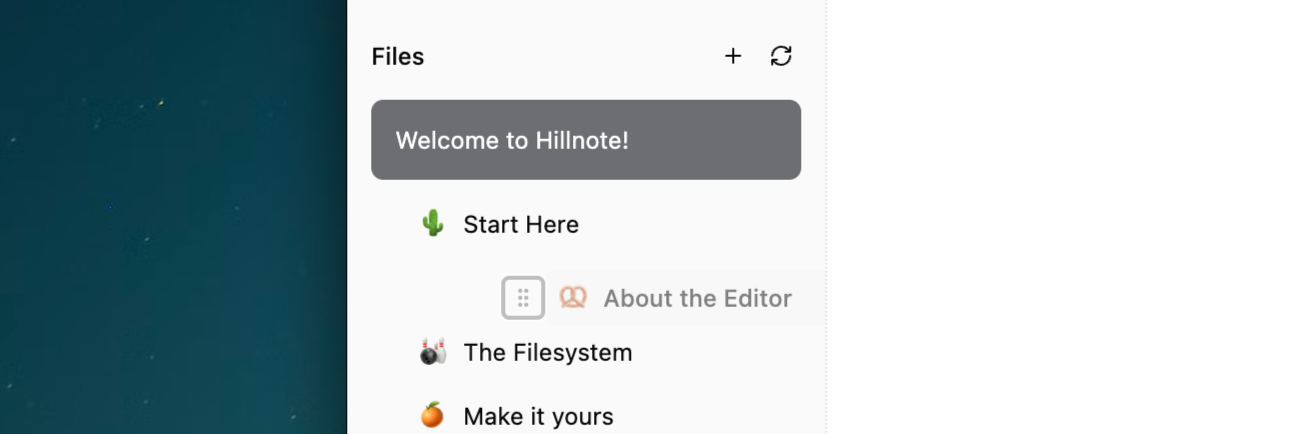 Files
Welcome to Hillnote!
Start Here
About the Editor
The Filesystem
Make it yours